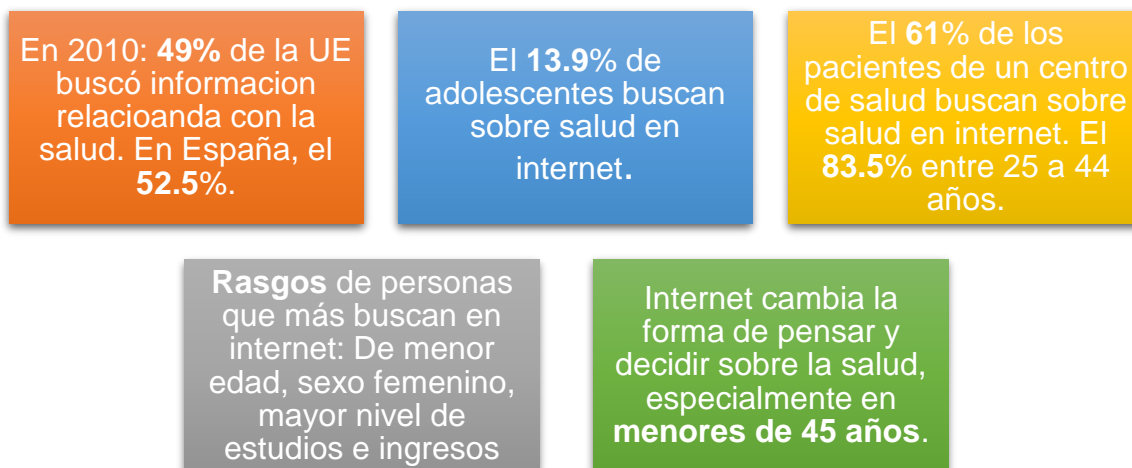 En 2010: 49% de la UE
buscó informacion
relacioanda con la
salud. En España, el
52.5%.
El 13.9% de
adolescentes buscan
sobre salud en
internet.
El 61% de los
pacientes de un centro
de salud buscan sobre
salud en internet. El
83.5% entre 25 a 44
años.
Rasgos de personas
que más buscan en
internet: De menor
edad, sexo femenino,
mayor nivel de
estudios e ingresos
Internet cambia la
forma de pensar y
decidir sobre la salud,
especialmente en
menores de 45 años.